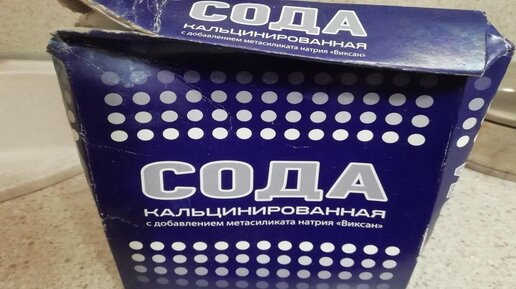 СОДА
КАЛЬЦИНИРОВАННАЯ
с добавлением метасиликата натрия «Виксан»
СОДА
КАЛЬЦИНИРОВАННАЯ
с добавлением метасиликата натрия «Виксан»